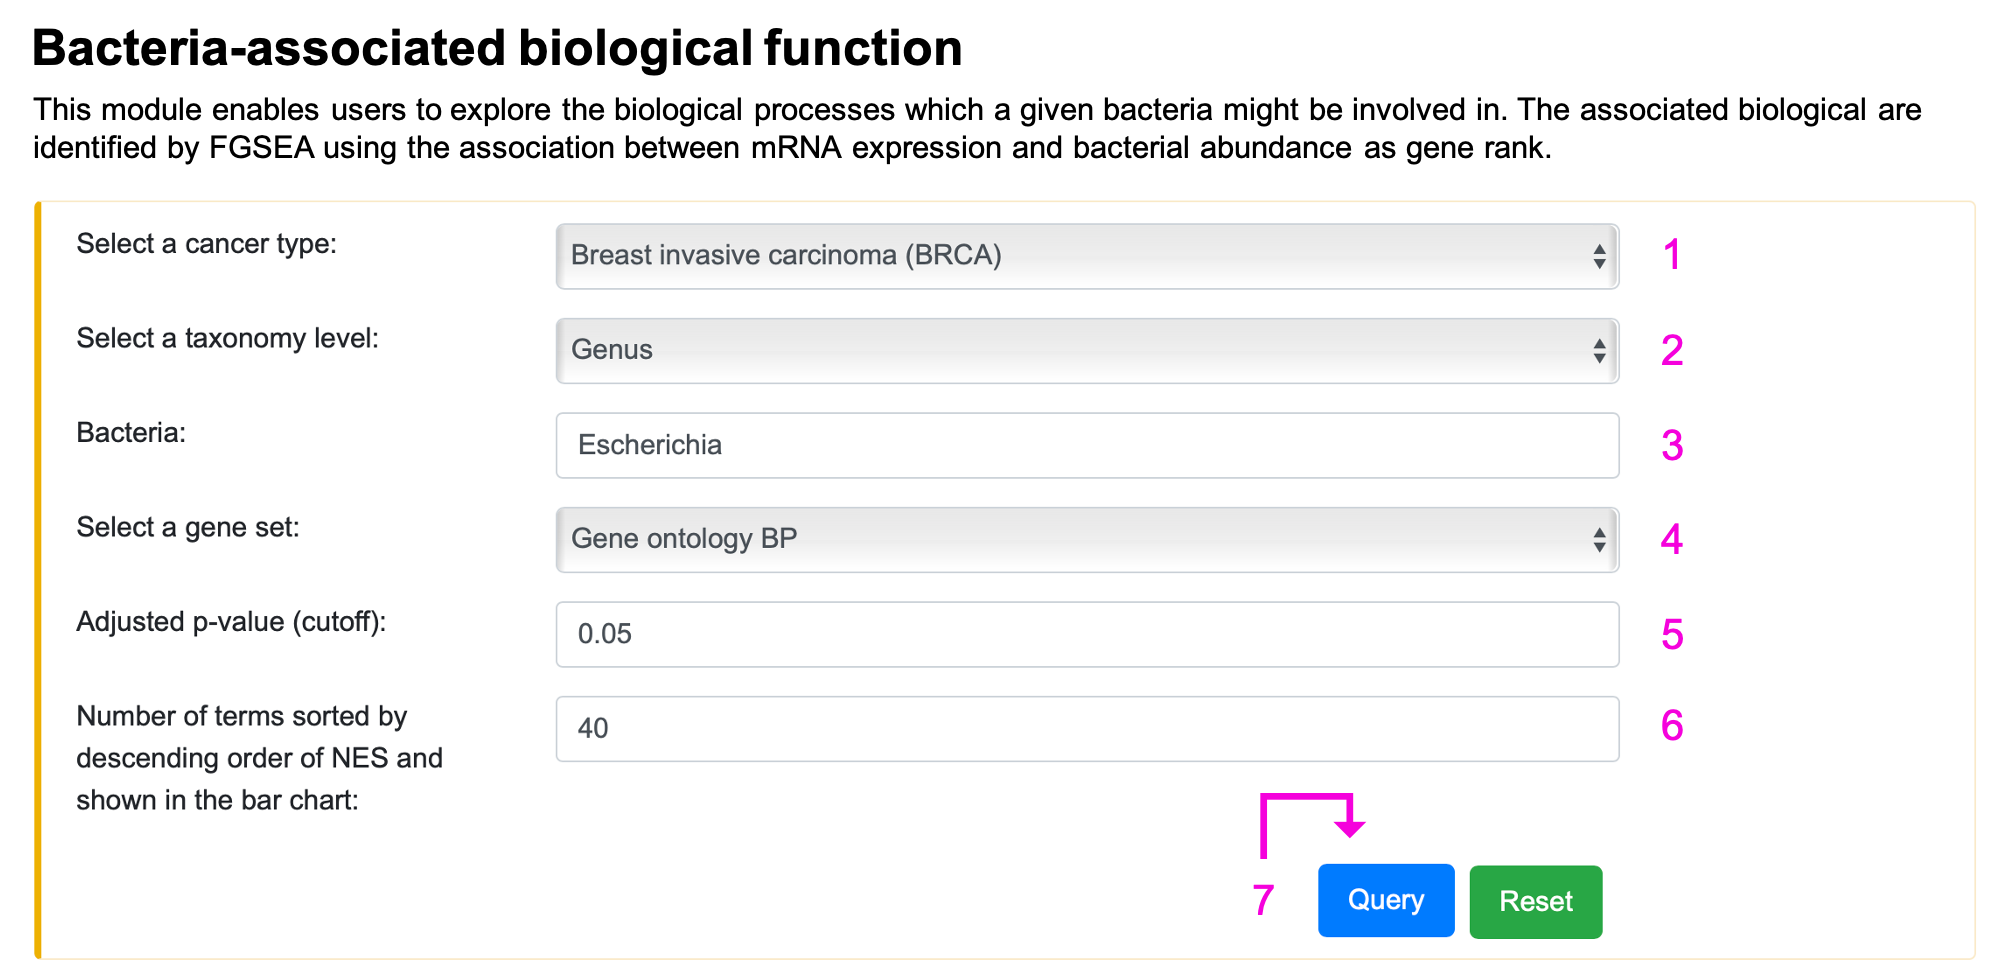 Bacteria-associated biological function
This module enables users to explore the biological processes which a given bacteria might be involved in. The associated biological are
identified by FGSEA using the association between mRNA expression and bacterial abundance as gene rank.
Select a cancer type:
Breast invasive carcinoma (BRCA)
1
Select a taxonomy level:
Genus
2
Bacteria:
Escherichia
3
Select a gene set:
Gene ontology BP
4
Adjusted p-value (cutoff):
0.05
5
Number of terms sorted by
descending order of NES and
shown in the bar chart:
40
6
7
Query
Reset